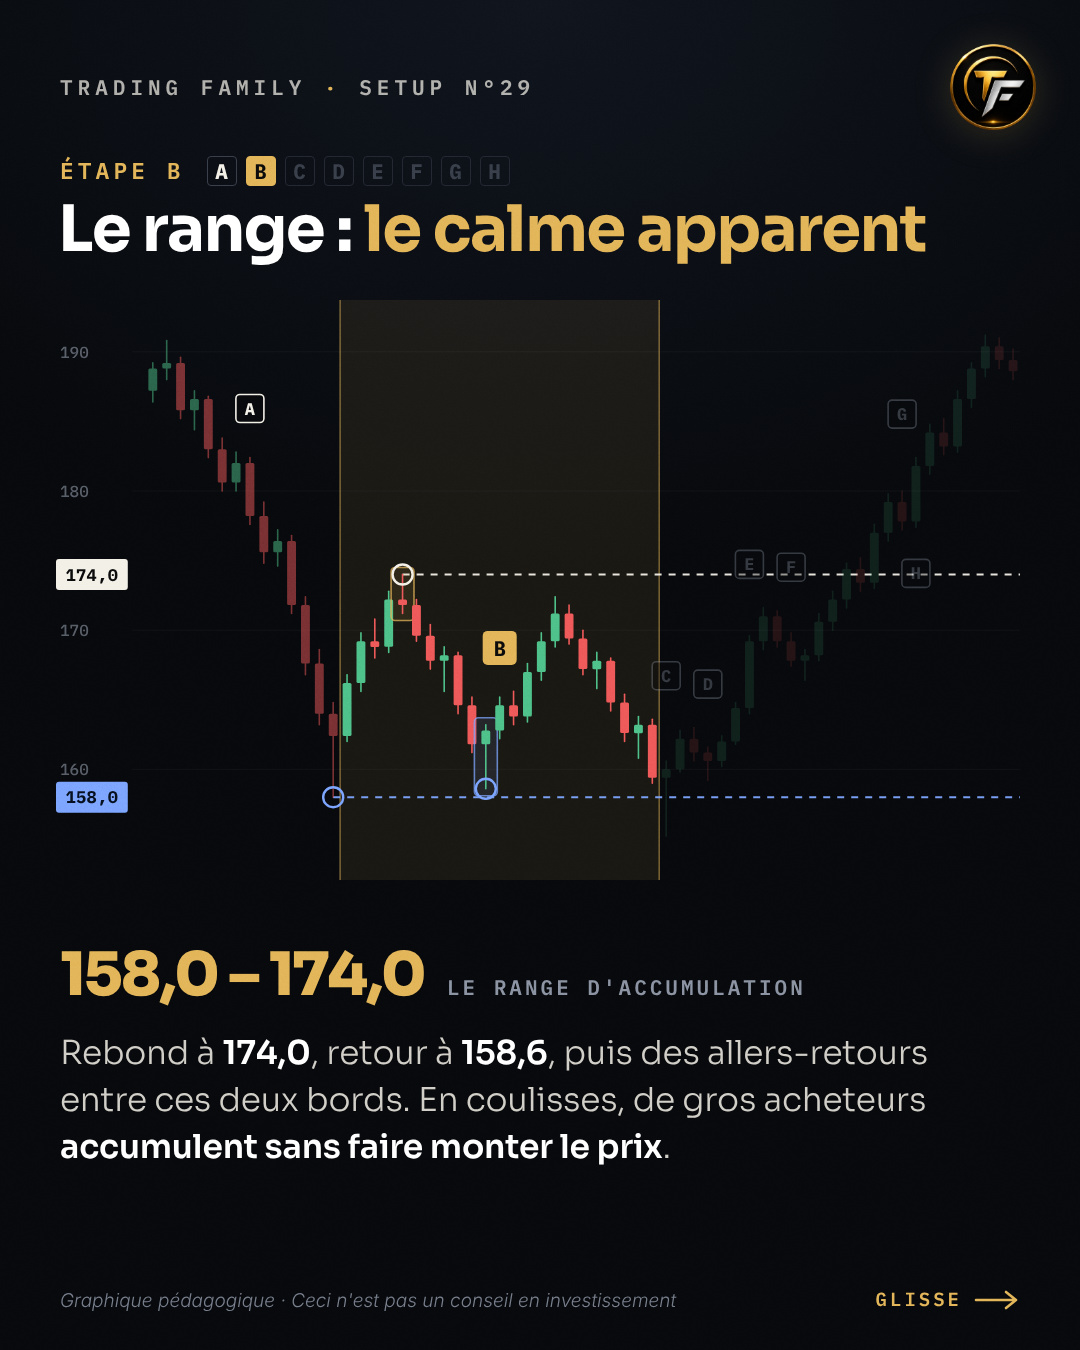 TRADING FAMILY · SETUP N°29
TF
ÉTAPE B A B C D E F G H
Le range : le calme apparent
190
A
G
180
E F
174,0
H
170
B
C D
160
158,0
158,0 – 174,0 LE RANGE D'ACCUMULATION
Rebond à 174,0, retour à 158,6, puis des allers-retours
entre ces deux bords. En coulisses, de gros acheteurs
accumulent sans faire monter le prix.
Graphique pédagogique · Ceci n'est pas un conseil en investissement
GLISSE →